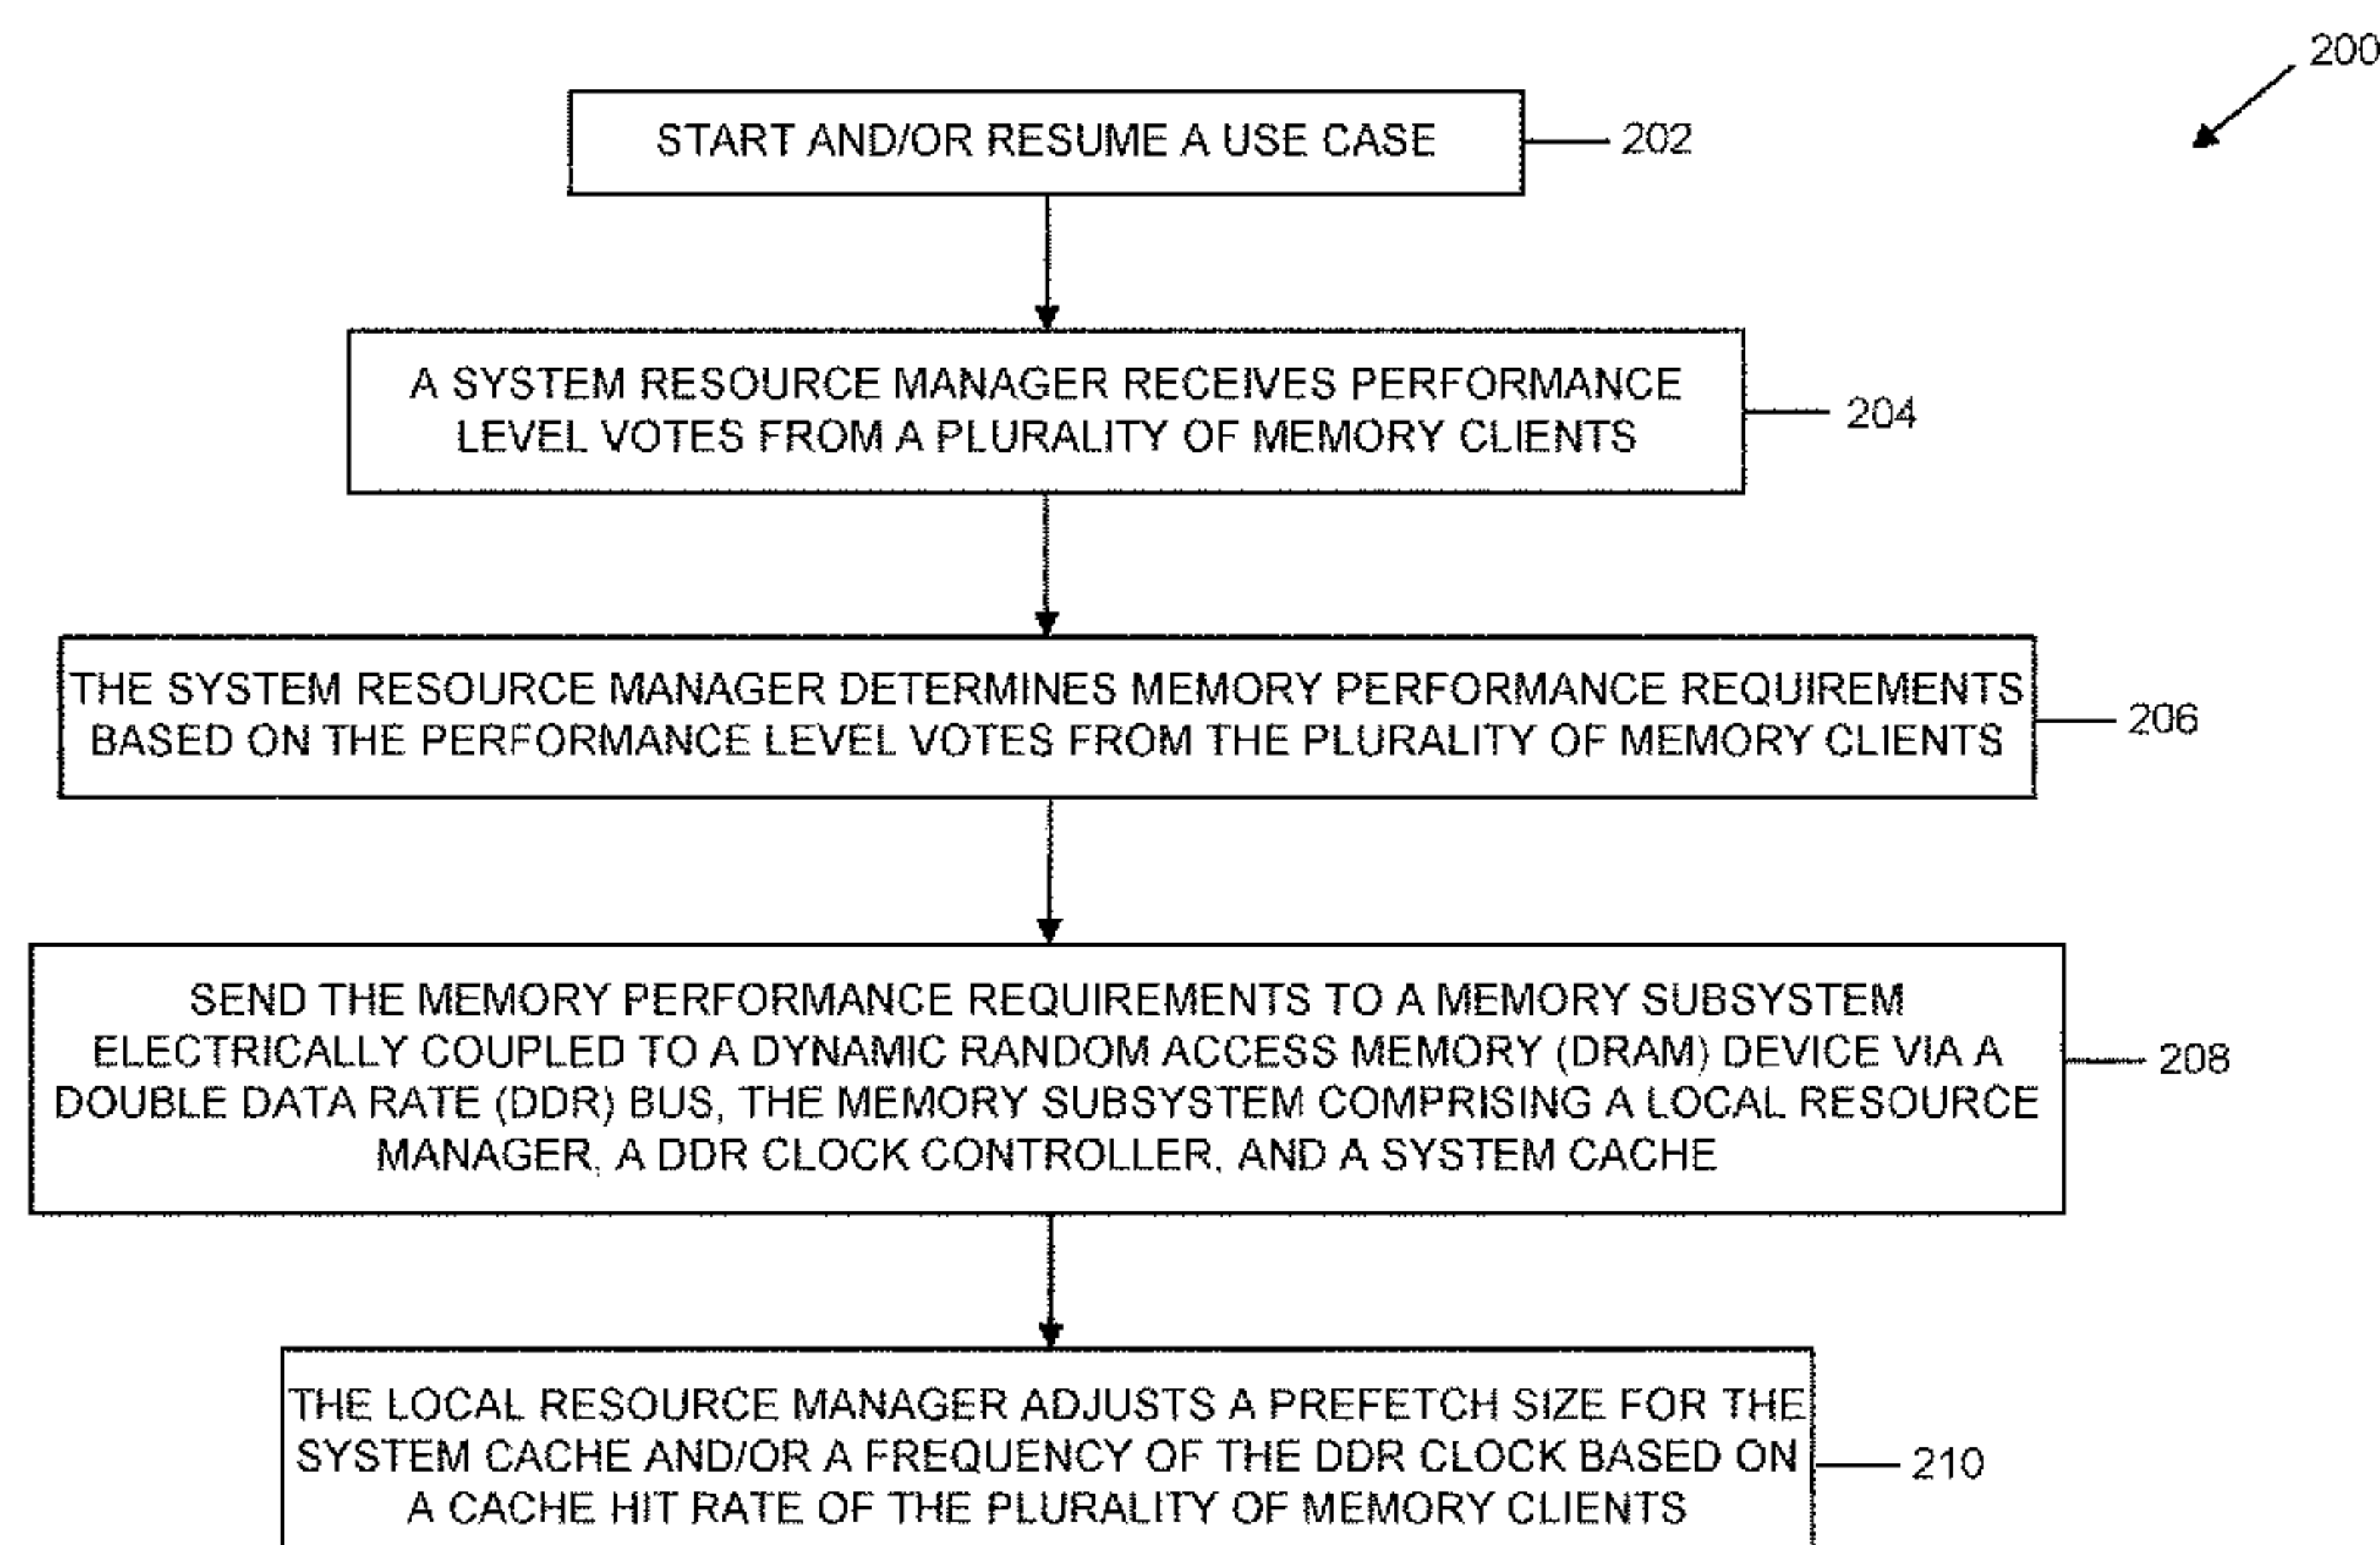 200
START AND/OR RESUME A USE CASE
202
A SYSTEM RESOURCE MANAGER RECEIVES PERFORMANCE
LEVEL VOTES FROM A PLURALITY OF MEMORY CLIENTS
204
THE SYSTEM RESOURCE MANAGER DETERMINES MEMORY PERFORMANCE REQUIREMENTS
BASED ON THE PERFORMANCE LEVEL VOTES FROM THE PLURALITY OF MEMORY CLIENTS
206
SEND THE MEMORY PERFORMANCE REQUIREMENTS TO A MEMORY SUBSYSTEM
ELECTRICALLY COUPLED TO A DYNAMIC RANDOM ACCESS MEMORY (DRAM) DEVICE VIA A
DOUBLE DATA RATE (DDR) BUS, THE MEMORY SUBSYSTEM COMPRISING A LOCAL RESOURCE
MANAGER, A DDR CLOCK CONTROLLER, AND A SYSTEM CACHE
208
THE LOCAL RESOURCE MANAGER ADJUSTS A PREFETCH SIZE FOR THE
SYSTEM CACHE AND/OR A FREQUENCY OF THE DDR CLOCK BASED ON
A CACHE HIT RATE OF THE PLURALITY OF MEMORY CLIENTS
210